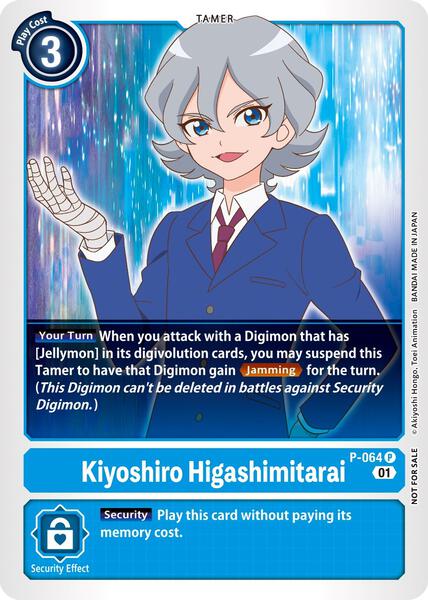 TAMER
Play Cost
3
Your Turn When you attack with a Digimon that has
[Jellymon] in its digivolution cards, you may suspend this
Tamer to have that Digimon gain Jamming for the turn.
(This Digimon can't be deleted in battles against Security
Digimon.)
©Akiyoshi Hongo, Toei Animation BANDAI MADE IN JAPAN
P-064 P
Kiyoshiro Higashimitarai
01
NOT FOR SALE
Security Play this card without paying its
memory cost.
Security Effect